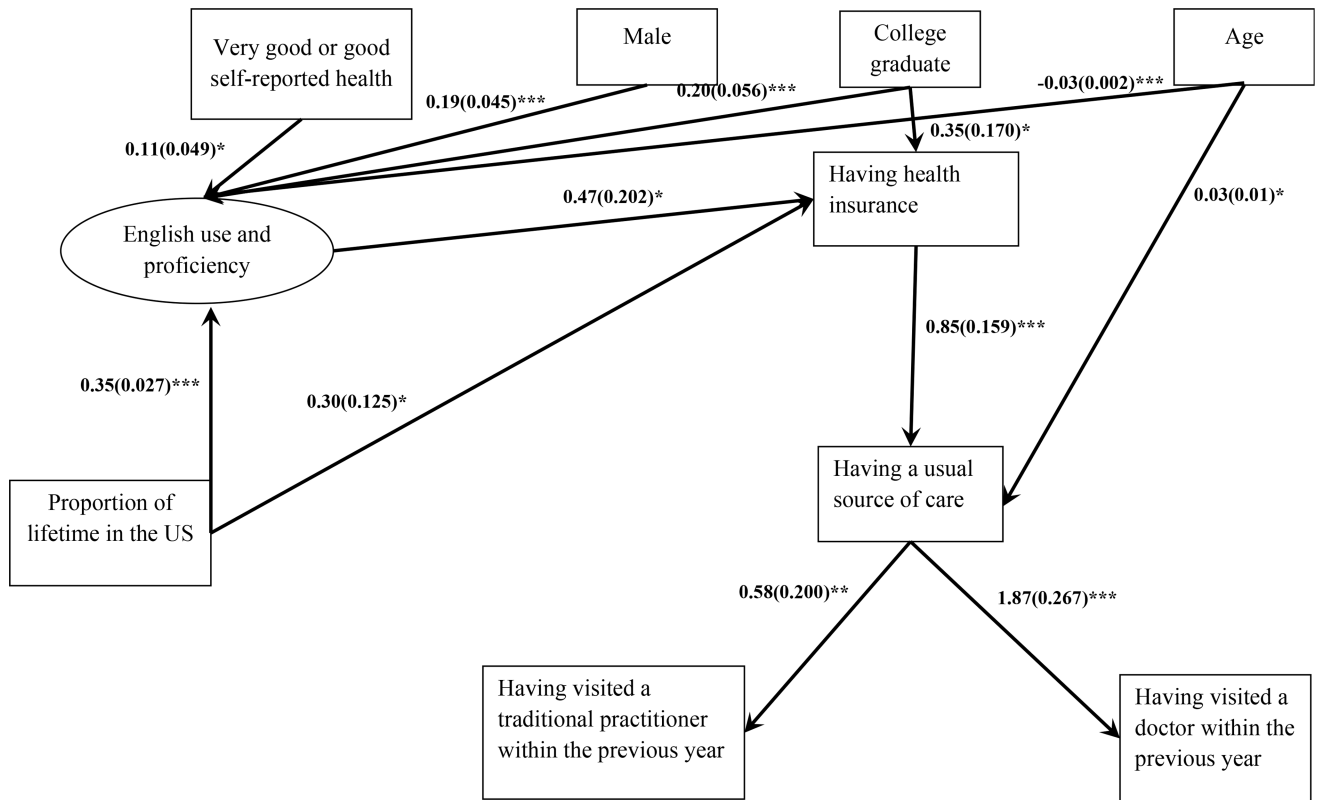 Very good or good
self-reported health
Male
College
graduate
Age
0.19(0.045)***
0.20(0.056)***
-0.03(0.002)***
0.11(0.049)*
0.35(0.170)*
Having health
insurance
0.47(0.202)*
0.03(0.01)*
English use and
proficiency
0.85(0.159)***
0.35(0.027)***
0.30(0.125)*
Having a usual
source of care
Proportion of
lifetime in the US
0.58(0.200)**
1.87(0.267)***
Having visited a
traditional practitioner
within the previous year
Having visited a
doctor within the
previous year